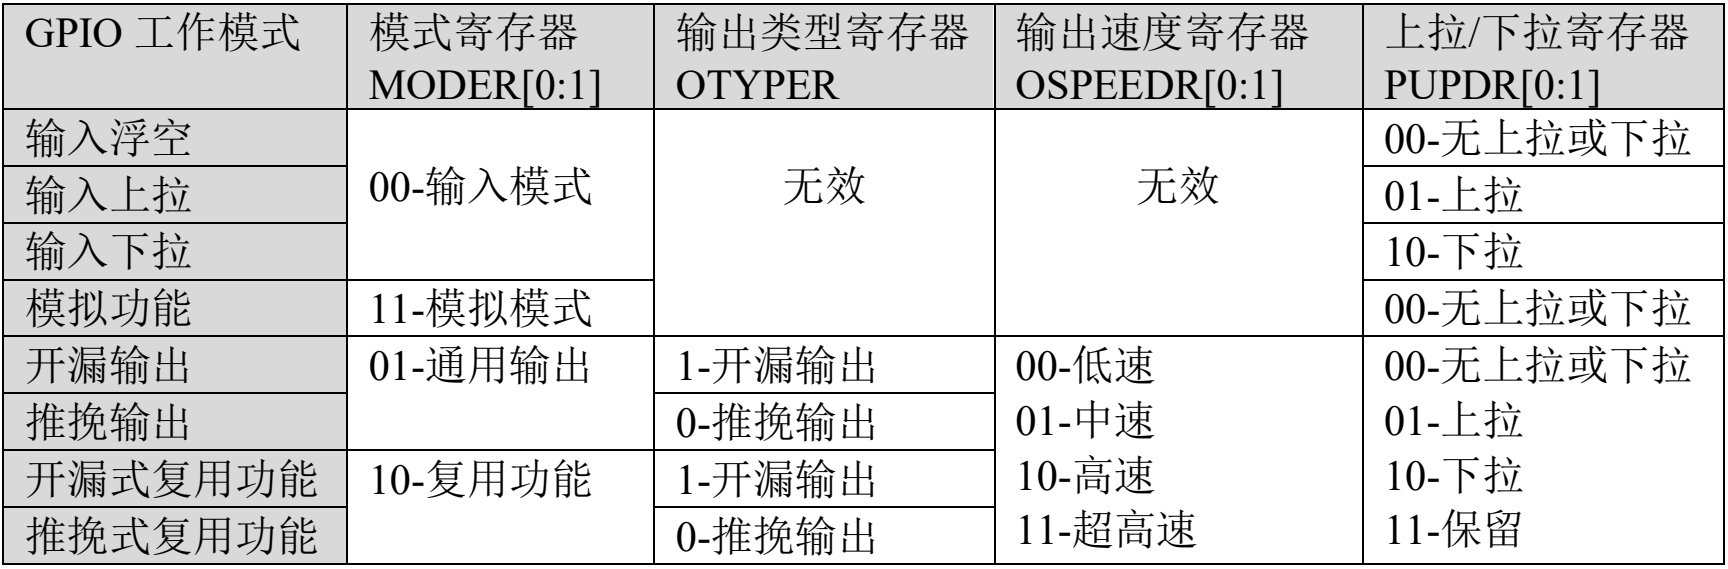 GPIO 工作模式 模式寄存器 输出类型寄存器 输出速度寄存器 上拉/下拉寄存器
MODER[0:1] OTYPER OSPEEDR[0:1] PUPDR[0:1]
输入浮空 00-无上拉或下拉
输入上拉 00-输入模式 无效 无效 01-上拉
输入下拉 10-下拉
模拟功能 11-模拟模式 00-无上拉或下拉
开漏输出 01-通用输出 1-开漏输出 00-低速 00-无上拉或下拉
推挽输出 0-推挽输出 01-中速 01-上拉
开漏式复用功能 10-复用功能 1-开漏输出 10-高速 10-下拉
推挽式复用功能 0-推挽输出 11-超高速 11-保留